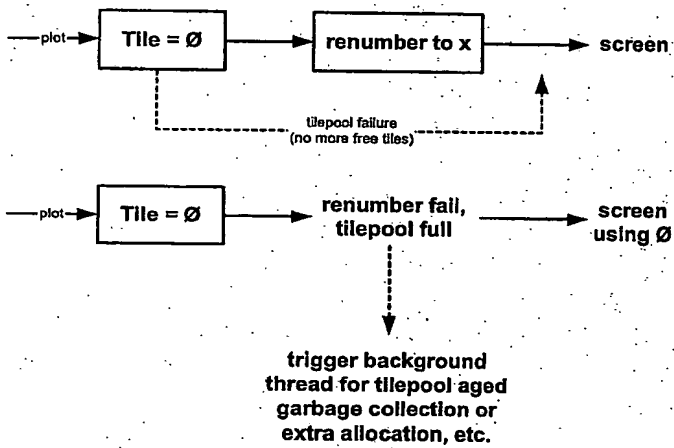 plot
Tile = Ø
renumber to x
screen
tilepool failure
(no more free tiles)
plot
Tile = Ø
renumber fail,
tilepool full
screen
using Ø
trigger background
thread for tilepool aged
garbage collection or
extra allocation, etc.